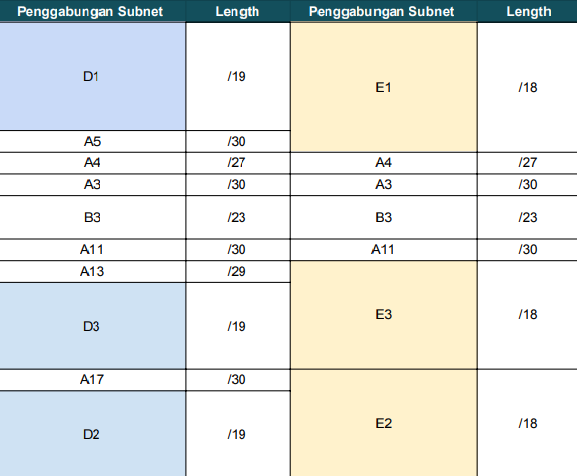 Penggabungan Subnet Length Penggabungan Subnet Length
D1 /19 E1 /18
A5 /30
A4 /27 A4 /27
A3 /30 A3 /30
B3 /23 B3 /23
A11 /30 A11 /30
A13 /29 E3 /18
D3 /19
A17 /30 E2 /18
D2 /19